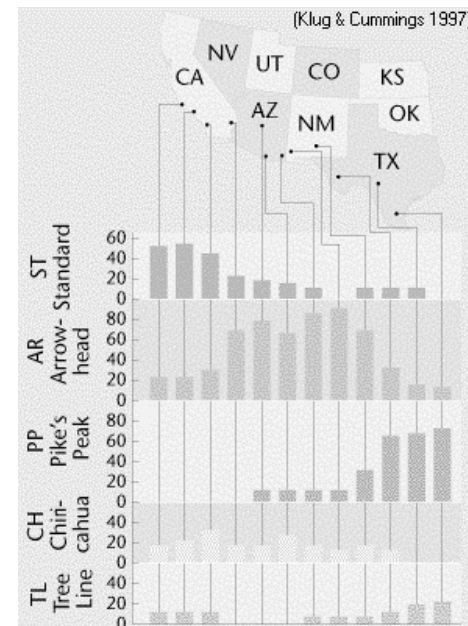 (Klug & Cummings 1997)
NV
UT
CO
KS
CA
AZ
NM
OK
TX
ST
Standard
60
40
20
0
AR
Arrow-
head
80
60
40
20
0
PP
Pike's
Peak
80
60
40
20
0
CH
Chiri-
cahua
40
20
0
TL
Tree
Line
40
20
0